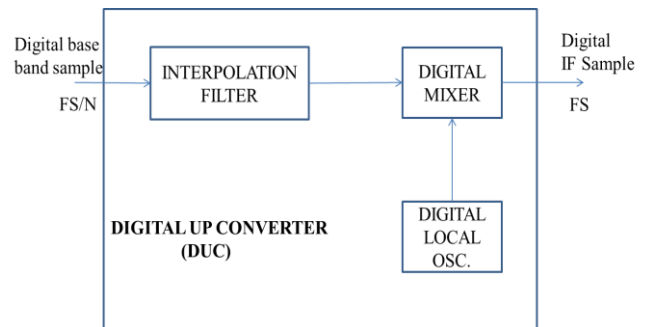 Digital base
band sample
FS/N
INTERPOLATION
FILTER
DIGITAL
MIXER
Digital
IF Sample
FS
DIGITAL UP CONVERTER
(DUC)
DIGITAL
LOCAL
OSC.